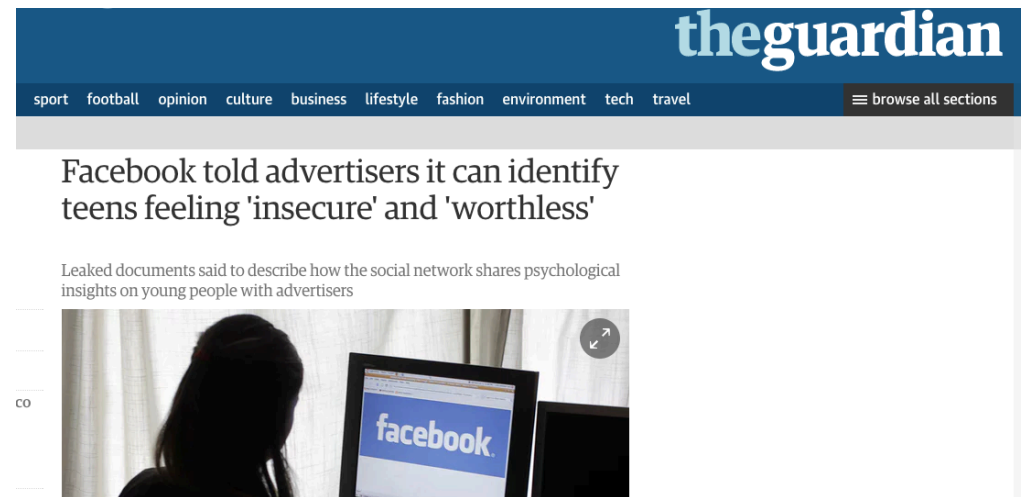 theguardian
sport football opinion culture business lifestyle fashion environment tech travel browse all sections
Facebook told advertisers it can identify
teens feeling 'insecure' and 'worthless'
Leaked documents said to describe how the social network shares psychological
insights on young people with advertisers
co
facebook.